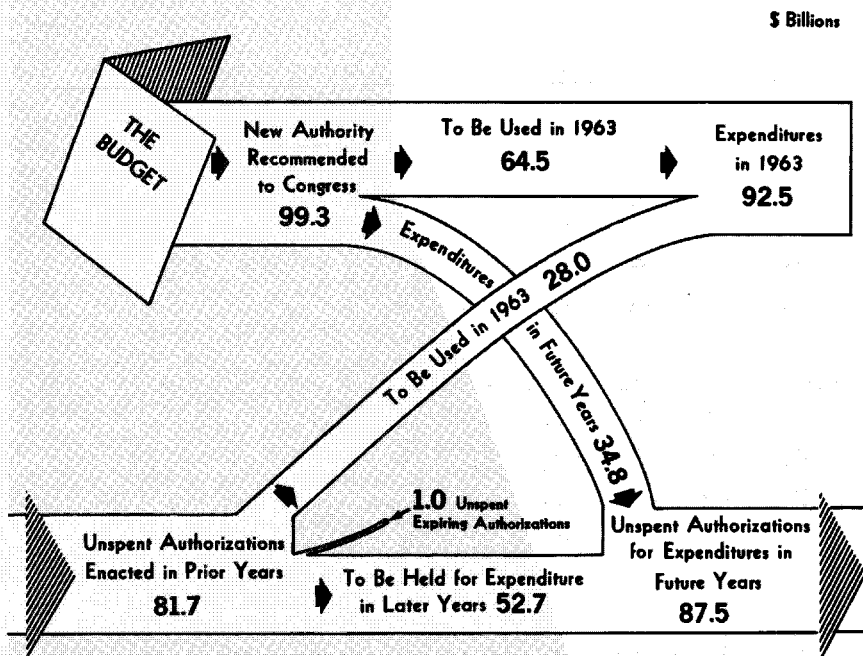 $ Billions
THE
BUDGET
New Authority
Recommended
to Congress
99.3
To Be Used in 1963
64.5
Expenditures
in 1963
92.5
Expenditures
in Future Years 34.8
To Be Used in 1963 28.0
1.0 Unspent
Expiring Authorizations
Unspent Authorizations
Enacted in Prior Years
81.7
To Be Held for Expenditure
in Later Years 52.7
Unspent Authorizations
for Expenditures in
Future Years
87.5